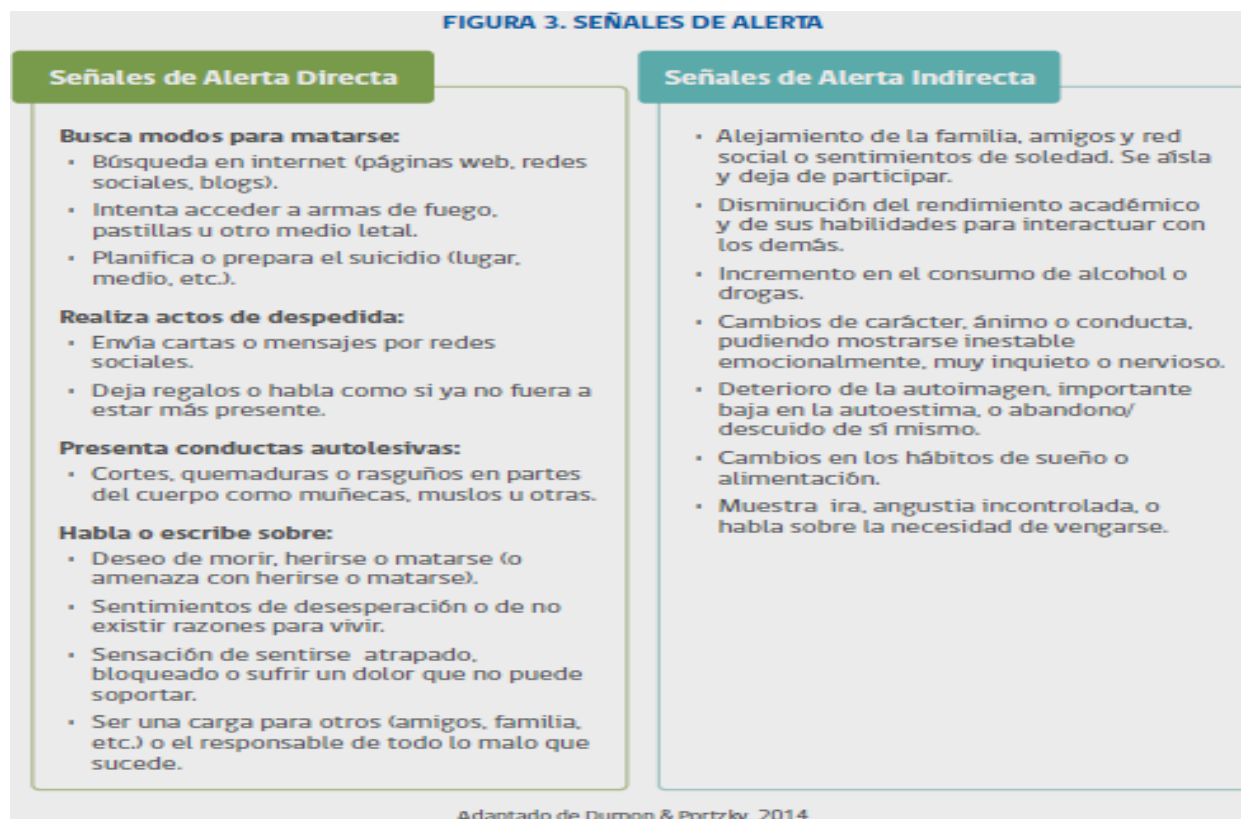 FIGURA 3. SEÑALES DE ALERTA
Señales de Alerta Directa
Busca modos para matarse:
▪ Búsqueda en internet (páginas web, redes
sociales, blogs).
▪ Intenta acceder a armas de fuego,
pastillas u otro medio letal.
▪ Planifica o prepara el suicidio (lugar,
medio, etc.).
Realiza actos de despedida:
▪ Envía cartas o mensajes por redes
sociales.
▪ Deja regalos o habla como si ya no fuera a
estar más presente.
Presenta conductas autolesivas:
▪ Cortes, quemaduras o rasguños en partes
del cuerpo como muñecas, muslos u otras.
Habla o escribe sobre:
▪ Deseo de morir, herirse o matarse (o
amenaza con herirse o matarse).
▪ Sentimientos de desesperación o de no
existir razones para vivir.
▪ Sensación de sentirse atrapado,
bloqueado o sufrir un dolor que no puede
soportar.
▪ Ser una carga para otros (amigos, familia,
etc.) o el responsable de todo lo malo que
sucede.
Señales de Alerta Indirecta
▪ Alejamiento de la familia, amigos y red
social o sentimientos de soledad. Se aísla
y deja de participar.
▪ Disminución del rendimiento académico
y de sus habilidades para interactuar con
los demás.
▪ Incremento en el consumo de alcohol o
drogas.
▪ Cambios de carácter, ánimo o conducta,
pudiendo mostrarse inestable
emocionalmente, muy inquieto o nervioso.
▪ Deterioro de la autoimagen, importante
baja en la autoestima, o abandono/
descuido de sí mismo.
▪ Cambios en los hábitos de sueño o
alimentación.
▪ Muestra ira, angustia incontrolada, o
habla sobre la necesidad de vengarse.
Adaptado de Dumon & Portzky, 2014